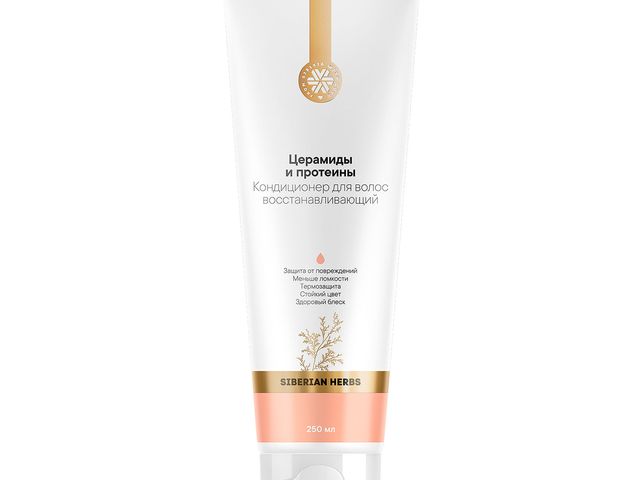 Церамиды
и протеины
Кондиционер для волос
восстанавливающий
Защита от повреждений
Меньше ломкости
Термозащита
Стойкий цвет
Здоровый блеск
SIBERIAN HERBS
250 мл